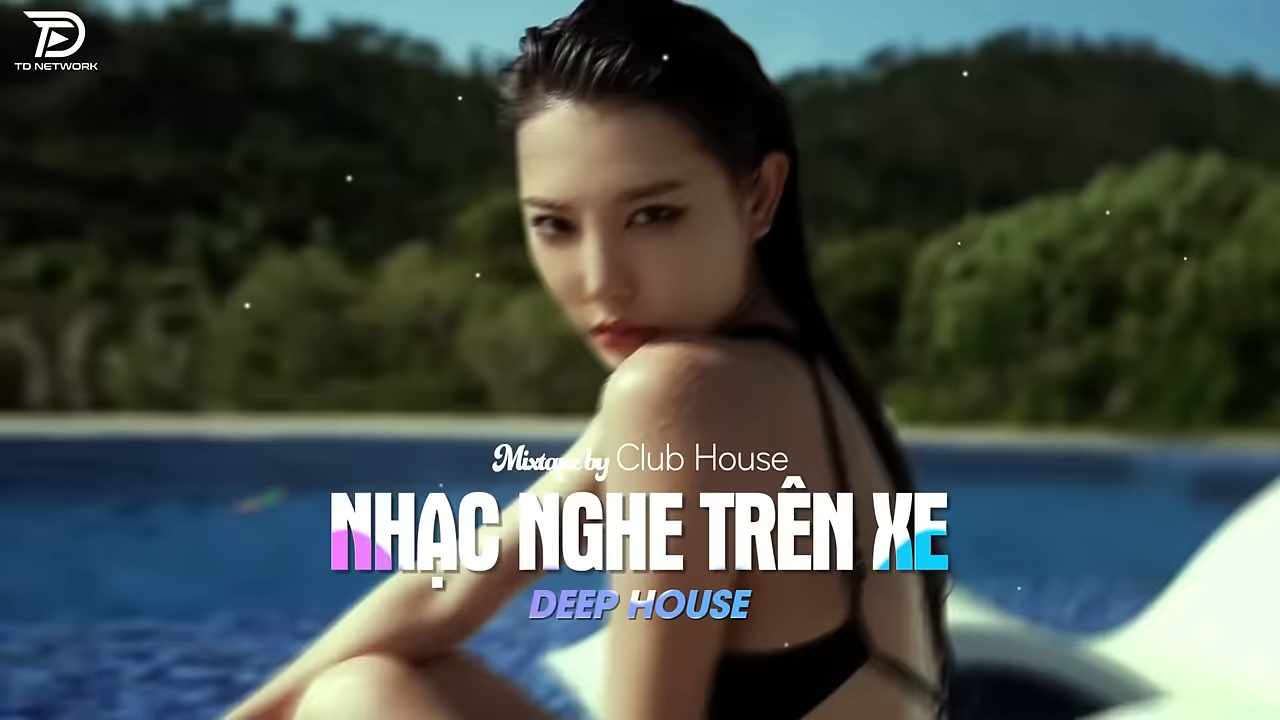 TD NETWORK
Mixtape by Club House
NHẠC NGHE TRÊN XE
DEEP HOUSE